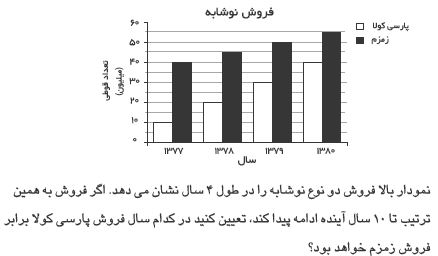 فروش نوشابه
پارسی کولا
زمزم
تعداد قوطی
(میلیون)
۶۰
۵۰
۴۰
۳۰
۲۰
۱۰
۰
۱۳۷۷ ۱۳۷۸ ۱۳۷۹ ۱۳۸۰
سال
نمودار بالا فروش دو نوع نوشابه را در طول ۴ سال نشان می دهد. اگر فروش به همین
ترتیب تا ۱۰ سال آینده ادامه پیدا کند، تعیین کنید در کدام سال فروش پارسی کولا برابر
فروش زمزم خواهد بود؟